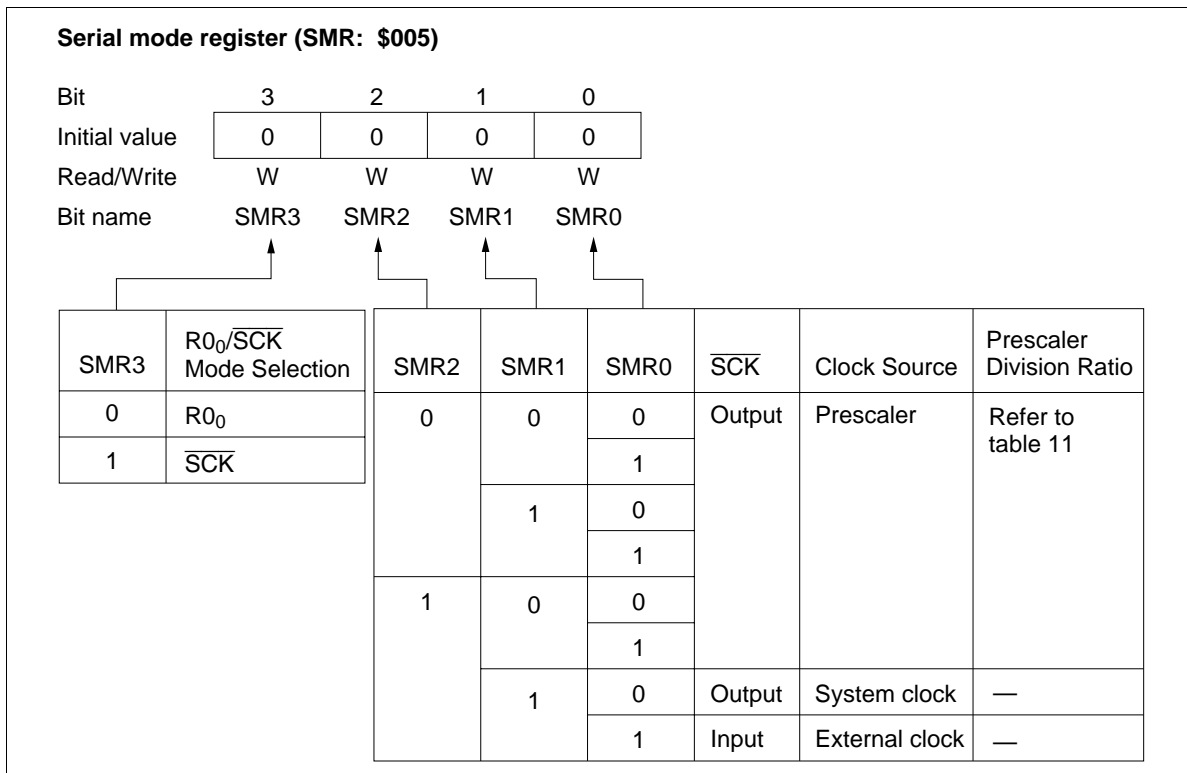 Serial mode register (SMR: $005)
Bit 3 2 1 0
Initial value 0 0 0 0
Read/Write W W W W
Bit name SMR3 SMR2 SMR1 SMR0
SMR3 R0₀/S̅C̅K̅ Mode Selection
0 R0₀
1 S̅C̅K̅
SMR2 SMR1 SMR0 S̅C̅K̅ Clock Source Prescaler Division Ratio
0 0 0 Output Prescaler Refer to table 11
1
1 0
1
1 0 0
1
1 0 Output System clock —
1 Input External clock —